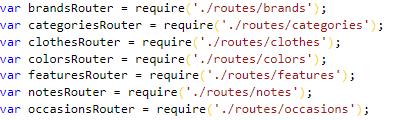 var brandsRouter = require('./routes/brands');
var categoriesRouter = require('./routes/categories');
var clothesRouter = require('./routes/clothes');
var colorsRouter = require('./routes/colors');
var featuresRouter = require('./routes/features');
var notesRouter = require('./routes/notes');
var occasionsRouter = require('./routes/occasions');